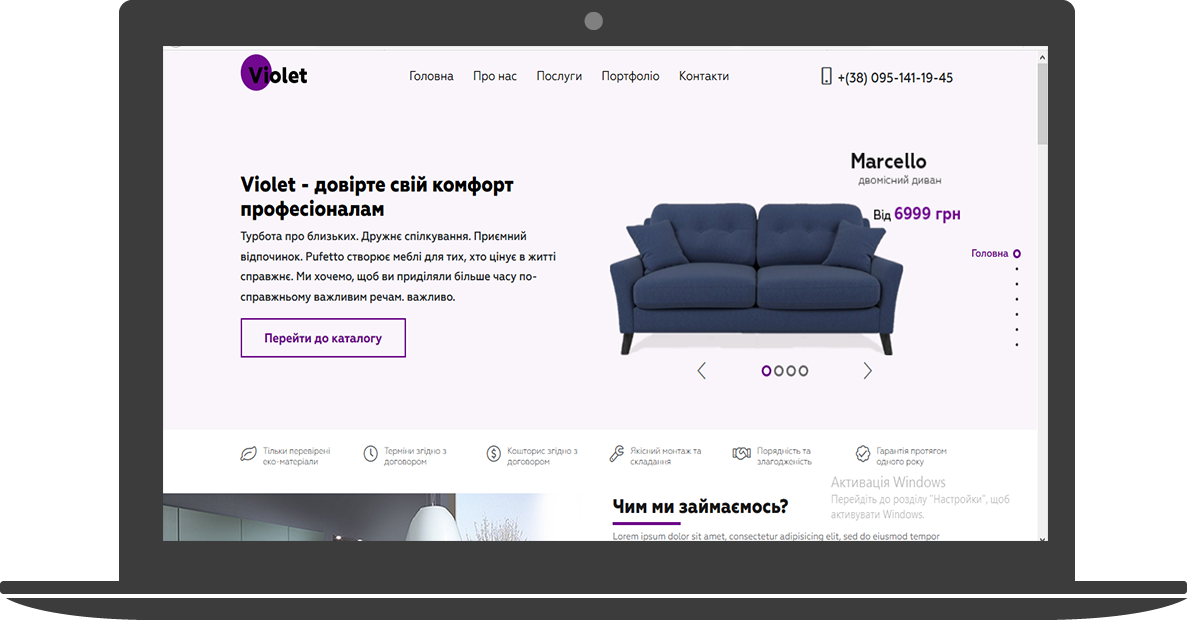 Violet
Головна Про нас Послуги Портфоліо Контакти
+(38) 095-141-19-45
Marcello
двомісний диван
Від 6999 грн
Violet - довірте свій комфорт
професіоналам
Турбота про близьких. Дружнє спілкування. Приємний
відпочинок. Pufetto створює меблі для тих, хто цінує в житті
справжнє. Ми хочемо, щоб ви приділяли більше часу по-
справжньому важливим речам. важливо.
Перейти до каталогу
Головна
Тільки перевірені
еко-матеріали
Терміни згідно з
договором
Кошторис згідно з
договором
Якісний монтаж та
складання
Порядність та
злагодженість
Гарантія протягом
одного року
Чим ми займаємось?
Lorem ipsum dolor sit amet, consectetur adipisicing elit, sed do eiusmod tempor
Активація Windows
Перейдіть до розділу "Настройки", щоб
активувати Windows.